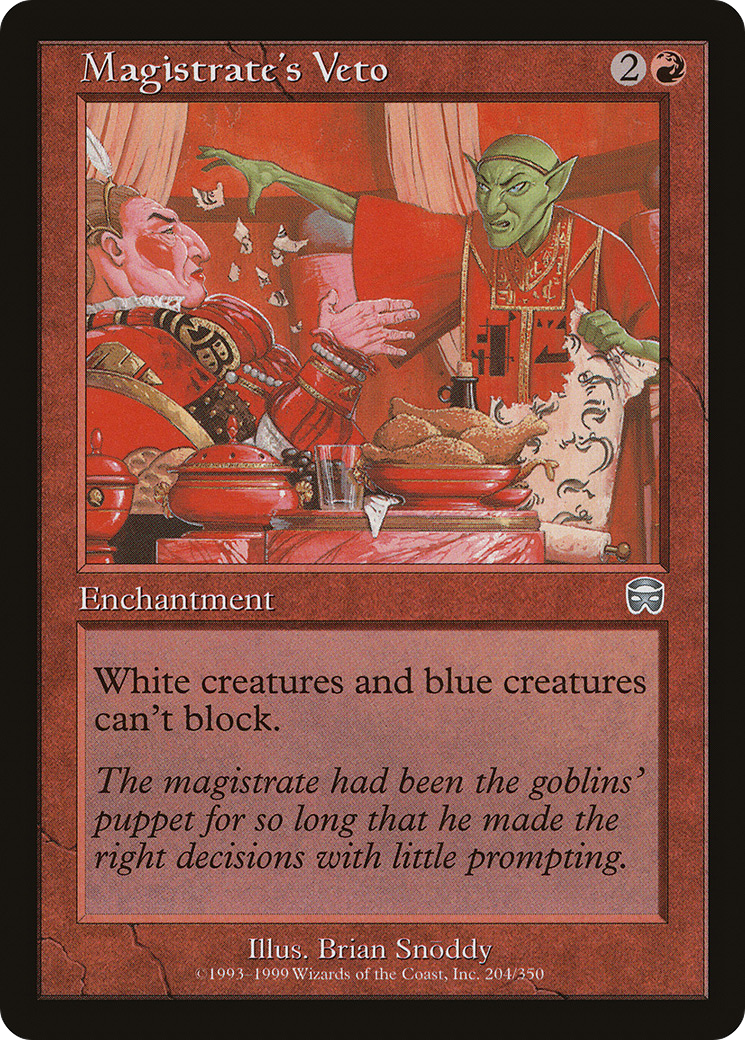 Magistrate's Veto
2
Enchantment
White creatures and blue creatures
can't block.
The magistrate had been the goblins'
puppet for so long that he made the
right decisions with little prompting.
Illus. Brian Snoddy
©1993–1999 Wizards of the Coast, Inc. 204/350